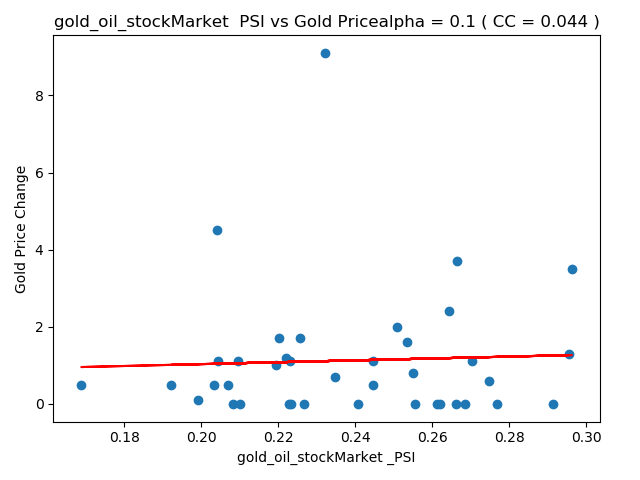 gold_oil_stockMarket  PSI vs Gold Pricealpha = 0.1 ( CC = 0.044 )
8
6
4
2
0
Gold Price Change
0.18 0.20 0.22 0.24 0.26 0.28 0.30
gold_oil_stockMarket _PSI